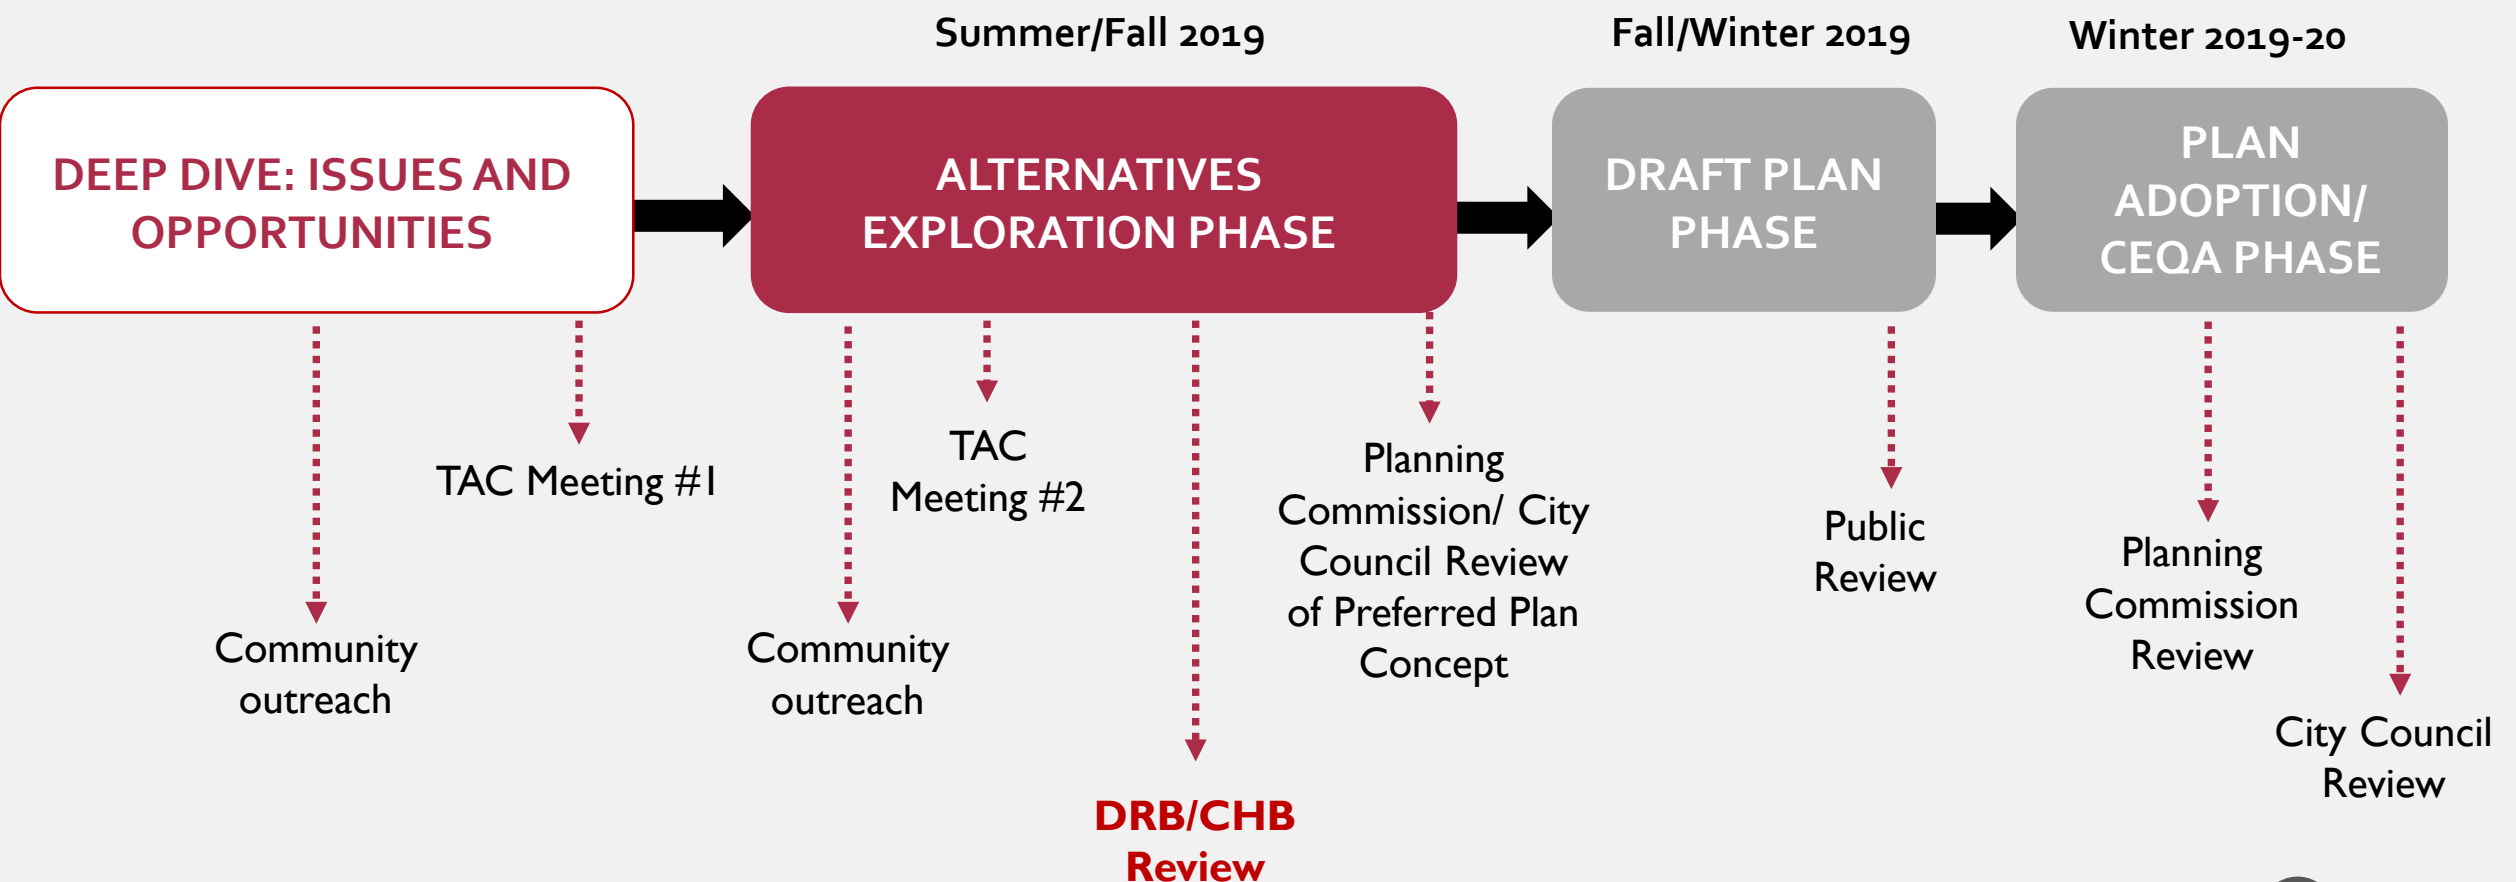 Summer/Fall 2019
Fall/Winter 2019
Winter 2019-20
DEEP DIVE: ISSUES AND
OPPORTUNITIES
ALTERNATIVES
EXPLORATION PHASE
DRAFT PLAN
PHASE
PLAN
ADOPTION/
CEQA PHASE
Community
outreach
TAC Meeting #1
Community
outreach
TAC
Meeting #2
DRB/CHB
Review
Planning
Commission/ City
Council Review
of Preferred Plan
Concept
Public
Review
Planning
Commission
Review
City Council
Review